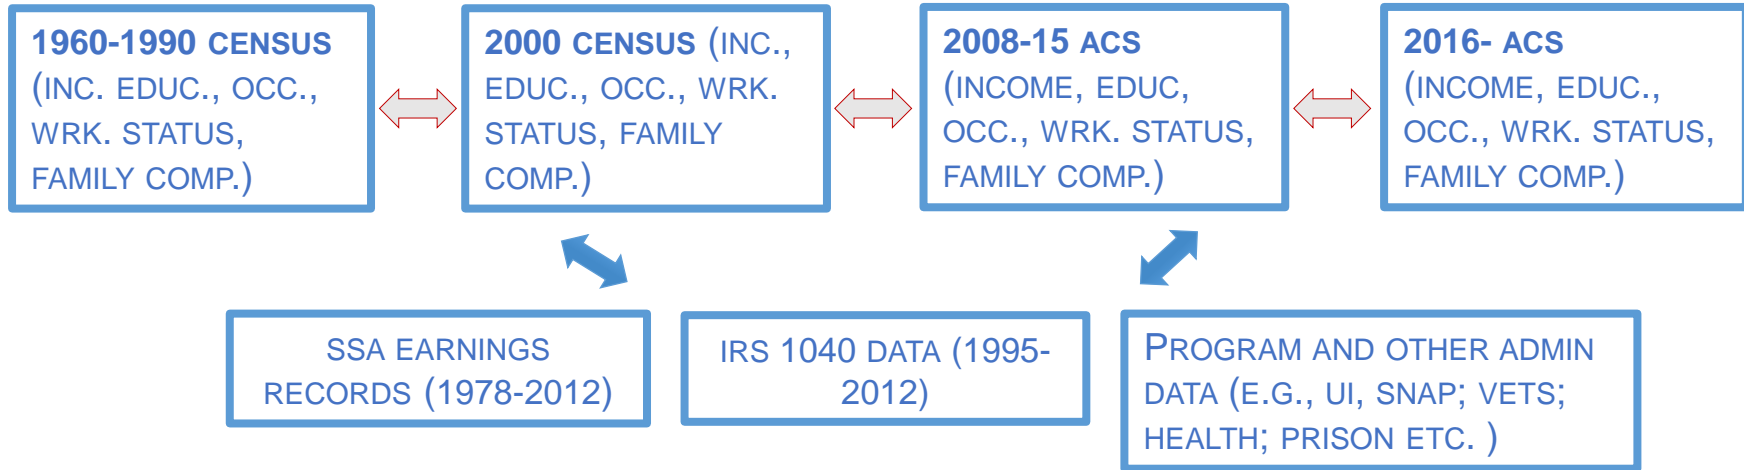 1960-1990 CENSUS
(INC. EDUC., OCC.,
WRK. STATUS,
FAMILY COMP.)
2000 CENSUS (INC.,
EDUC., OCC., WRK.
STATUS, FAMILY
COMP.)
2008-15 ACS
(INCOME, EDUC,
OCC., WRK. STATUS,
FAMILY COMP.)
2016- ACS
(INCOME, EDUC.,
OCC., WRK. STATUS,
FAMILY COMP.)
SSA EARNINGS
RECORDS (1978-2012)
IRS 1040 DATA (1995-
2012)
PROGRAM AND OTHER ADMIN
DATA (E.G., UI, SNAP; VETS;
HEALTH; PRISON ETC. )